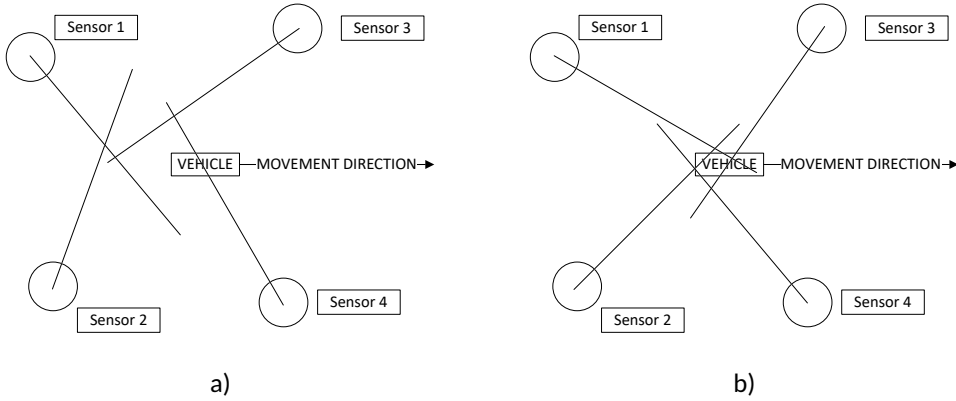 Sensor 1
Sensor 3
VEHICLE
MOVEMENT DIRECTION
Sensor 4
Sensor 2
a)
Sensor 1
Sensor 3
VEHICLE
MOVEMENT DIRECTION
Sensor 4
Sensor 2
b)